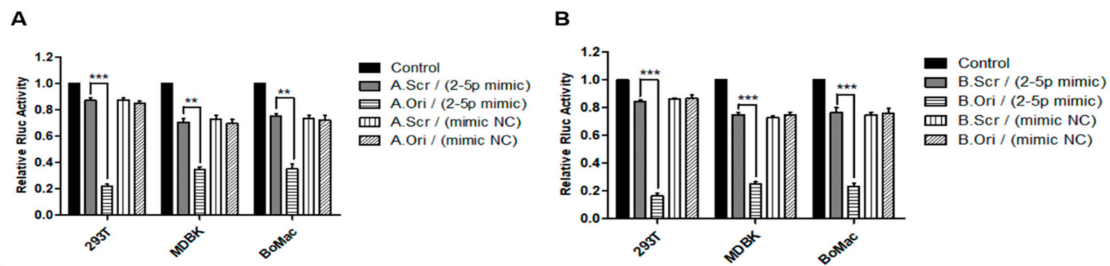 A
Relative Rluc Activity
1.2
1.0
0.8
0.6
0.4
0.2
0.0
***
**
**
293T
MDBK
BoMac
Control
A.Scr / (2-5p mimic)
A.Ori / (2-5p mimic)
A.Scr / (mimic NC)
A.Ori / (mimic NC)
B
Relative Rluc Activity
1.2
1.0
0.8
0.6
0.4
0.2
0.0
***
***
***
293T
MDBK
BoMac
Control
B.Scr / (2-5p mimic)
B.Ori / (2-5p mimic)
B.Scr / (mimic NC)
B.Ori / (mimic NC)